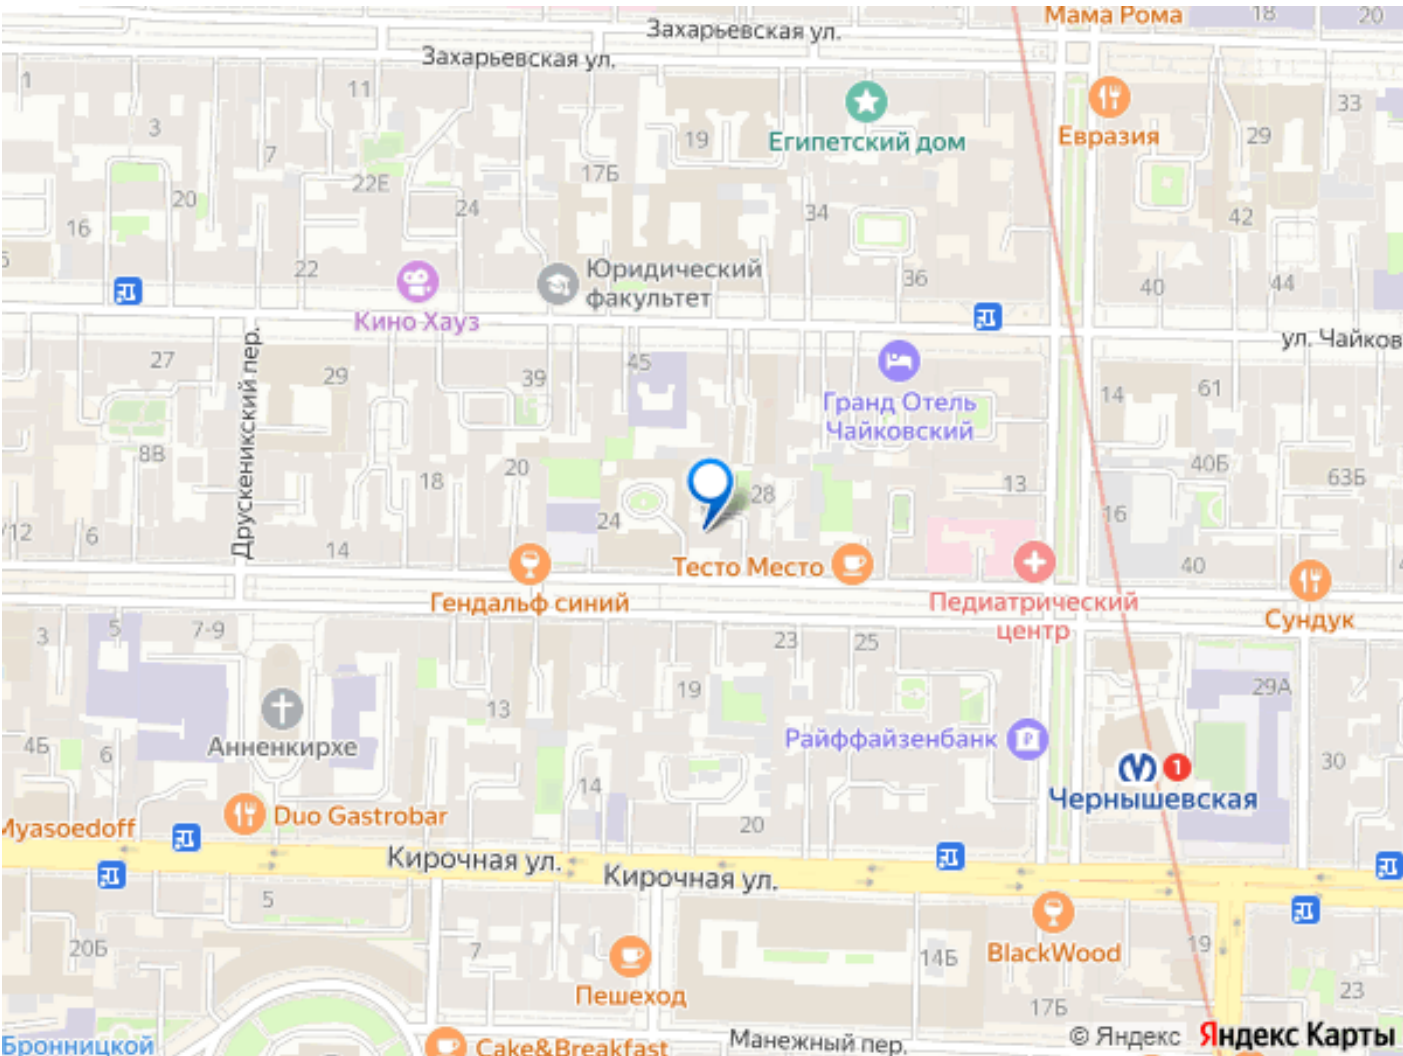 Мама Рома
18
20
Захарьевская ул.
Захарьевская ул.
1
11
33
3
19
Египетский дом
Евразия
29
7
17Б
22Е
20
24
34
42
16
5
22
Юридический
факультет
36
40
44
Кино Хауз
ул. Чайков
Друскеникский пер.
27
29
39
45
14
61
Гранд Отель
Чайковский
8В
18
20
40Б
63Б
13
28
24
16
/12
6
14
Тесто Место
40
Гендальф синий
Педиатрический
центр
Сундук
3
5
7-9
23
25
19
29А
13
4Б
6
Анненкирхе
Райффайзенбанк
30
1
14
Чернышевская
Myasoedoff
Duo Gastrobar
20
Кирочная ул.
Кирочная ул.
5
20Б
7
14Б
BlackWood
19
Пешеход
17Б
23
Бронницкой
Cake&Breakfast
Манежный пер.
© Яндекс Яндекс Карты